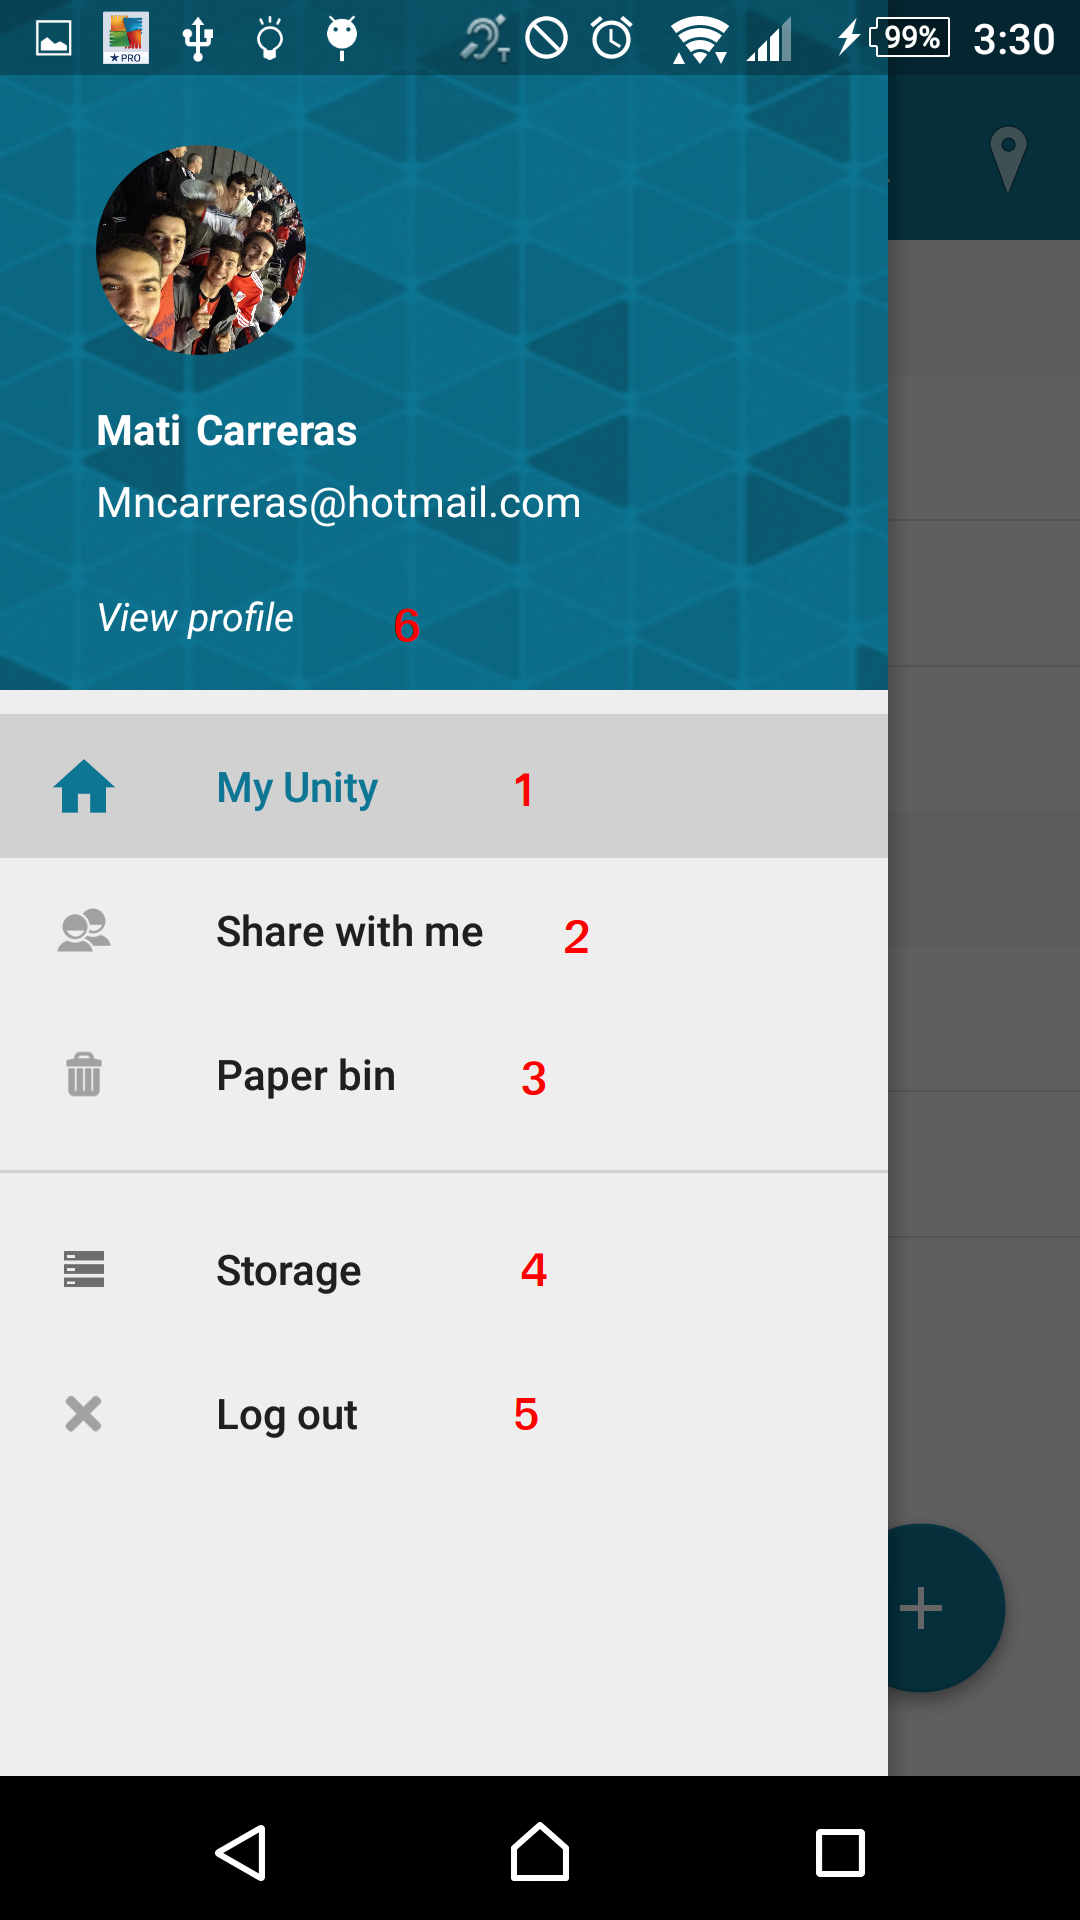 PRO T 99% 3:30
Mati Carreras
Mncarreras@hotmail.com
View profile 6
My Unity 1
Share with me 2
Paper bin 3
Storage 4
Log out 5